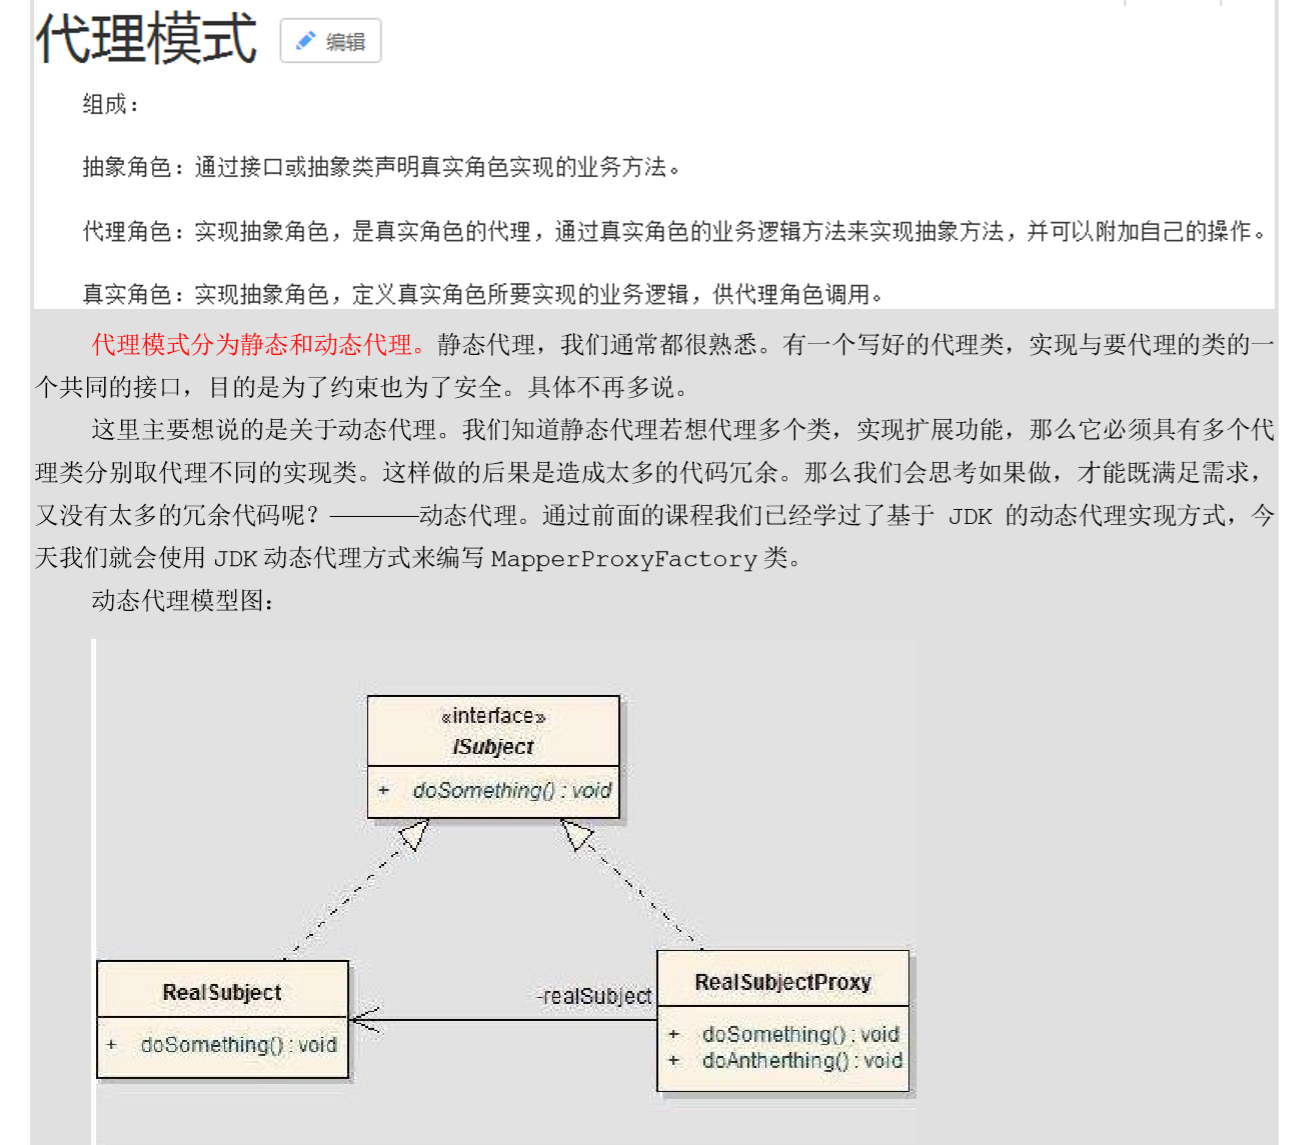 代理模式 编辑
组成：
抽象角色：通过接口或抽象类声明真实角色实现的业务方法。
代理角色：实现抽象角色，是真实角色的代理，通过真实角色的业务逻辑方法来实现抽象方法，并可以附加自己的操作。
真实角色：实现抽象角色，定义真实角色所要实现的业务逻辑，供代理角色调用。
代理模式分为静态和动态代理。静态代理，我们通常都很熟悉。有一个写好的代理类，实现与要代理的类的一
个共同的接口，目的是为了约束也为了安全。具体不再多说。
这里主要想说的是关于动态代理。我们知道静态代理若想代理多个类，实现扩展功能，那么它必须具有多个代
理类分别取代理不同的实现类。这样做的后果是造成太多的代码冗余。那么我们会思考如果做，才能既满足需求，
又没有太多的冗余代码呢？————动态代理。通过前面的课程我们已经学过了基于 JDK 的动态代理实现方式，今
天我们就会使用 JDK 动态代理方式来编写 MapperProxyFactory 类。
动态代理模型图：
«interface»
ISubject
+ doSomething() : void
RealSubject
+ doSomething() : void
-realSubject
RealSubjectProxy
+ doSomething() : void
+ doAntherthing() : void